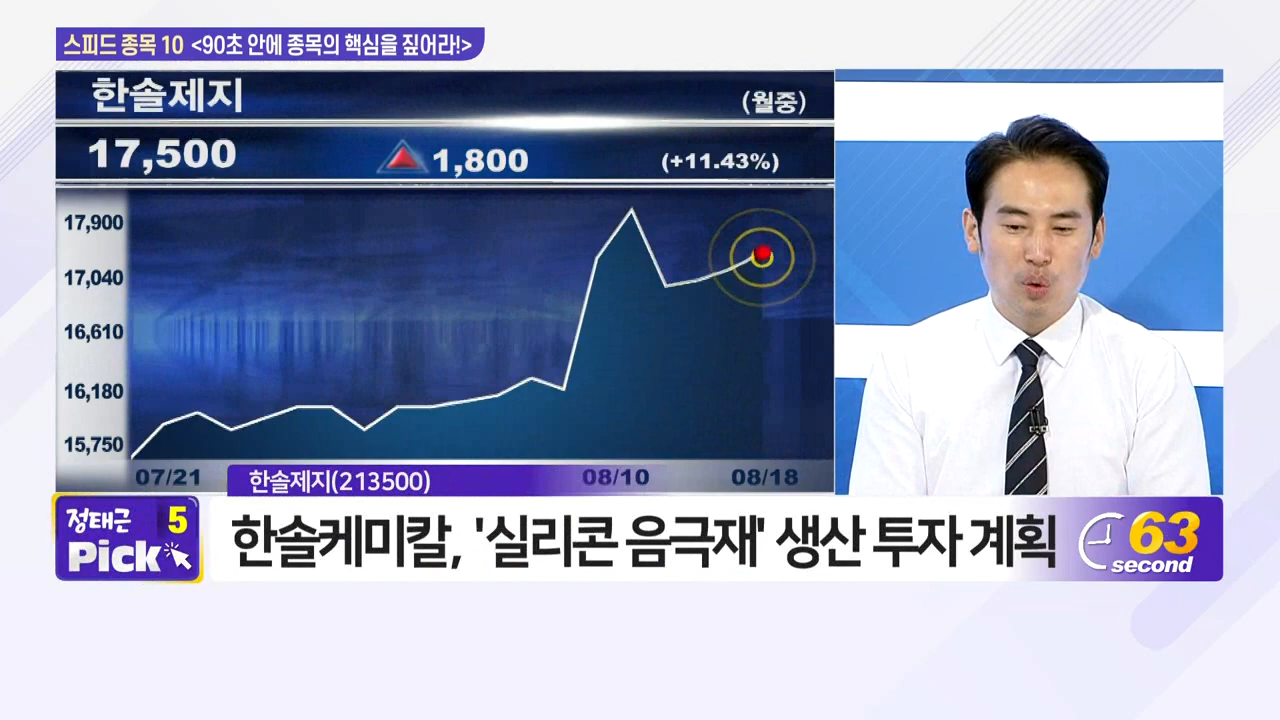 스피드 종목 10 <90초 안에 종목의 핵심을 짚어라!>
한솔제지 (월중)
17,500 1,800 (+11.43%)
17,900
17,040
16,610
16,180
15,750
07/21 08/10 08/18
한솔제지(213500)
정태근 5
Pick
한솔케미칼, '실리콘 음극재' 생산 투자 계획
63
second